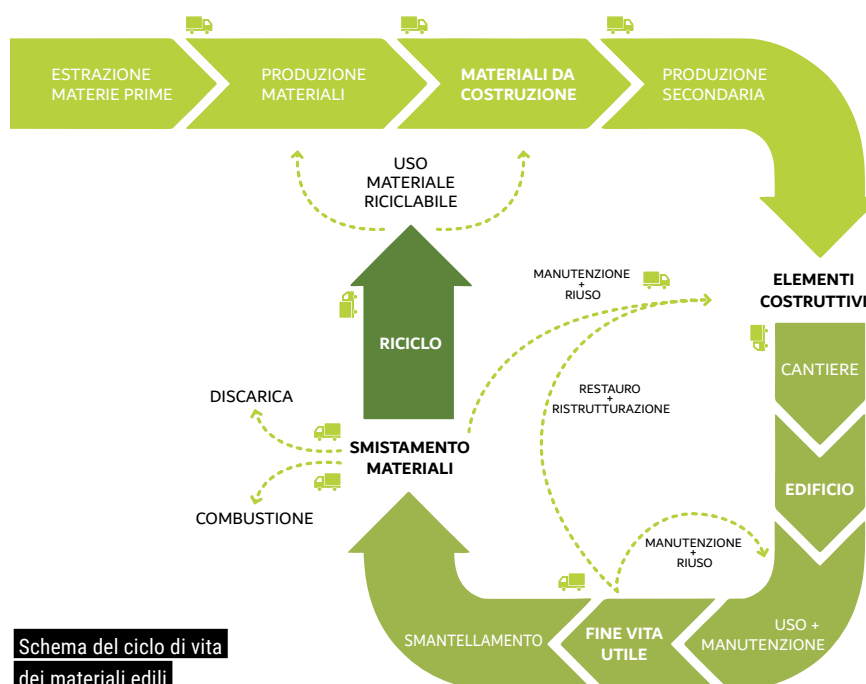 ESTRAZIONE
MATERIE PRIME
PRODUZIONE
MATERIALI
MATERIALI DA
COSTRUZIONE
PRODUZIONE
SECONDARIA
USO
MATERIALE
RICICLABILE
MANUTENZIONE
+
RIUSO
ELEMENTI
COSTRUTTIVI
RICICLO
CANTIERE
RESTAURO
+
RISTRUTTURAZIONE
DISCARICA
SMISTAMENTO
MATERIALI
EDIFICIO
COMBUSTIONE
MANUTENZIONE
+
RIUSO
SMANTELLAMENTO
FINE VITA
UTILE
USO +
MANUTENZIONE
Schema del ciclo di vita
dei materiali edili